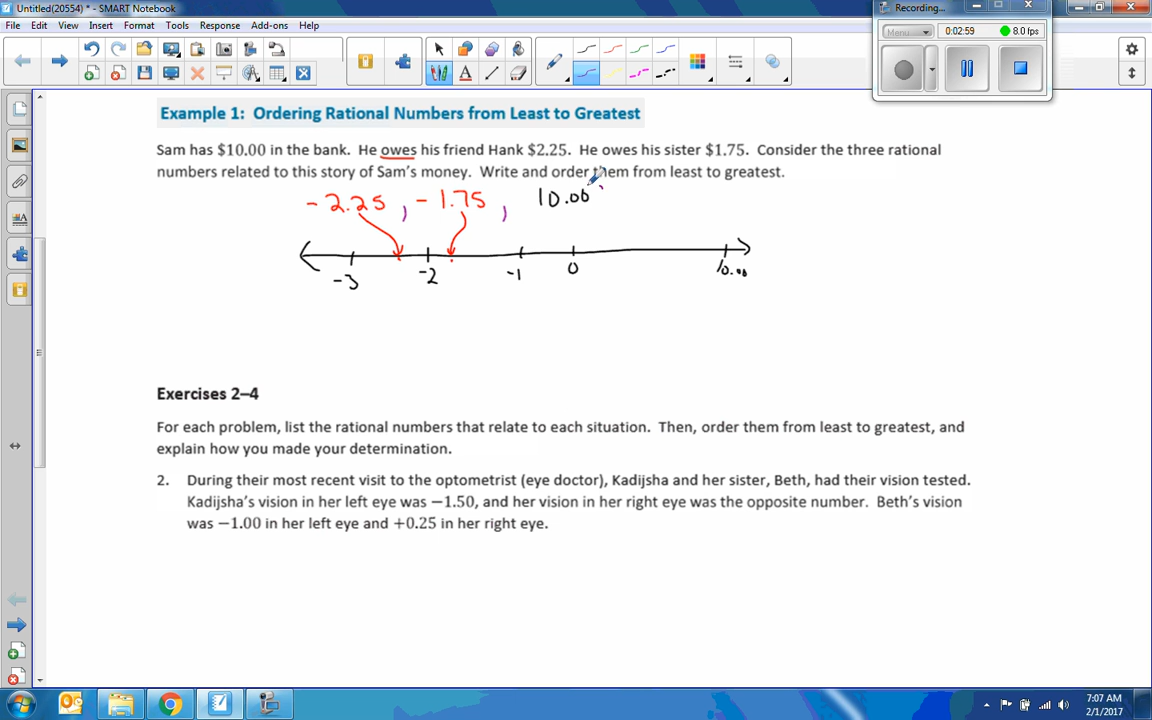 Untitled(20554) * - SMART Notebook
File Edit View Insert Format Tools Response Add-ons Help
Recording...
Menu 0:02:59 8.0 fps
Example 1: Ordering Rational Numbers from Least to Greatest
Sam has $10.00 in the bank. He owes his friend Hank $2.25. He owes his sister $1.75. Consider the three rational
numbers related to this story of Sam's money. Write and order them from least to greatest.
-2.25 , -1.75 , 10.00
-3 -2 -1 0 10.00
Exercises 2–4
For each problem, list the rational numbers that relate to each situation. Then, order them from least to greatest, and
explain how you made your determination.
2. During their most recent visit to the optometrist (eye doctor), Kadijsha and her sister, Beth, had their vision tested.
Kadijsha's vision in her left eye was −1.50, and her vision in her right eye was the opposite number. Beth's vision
was −1.00 in her left eye and +0.25 in her right eye.
7:07 AM
2/1/2017